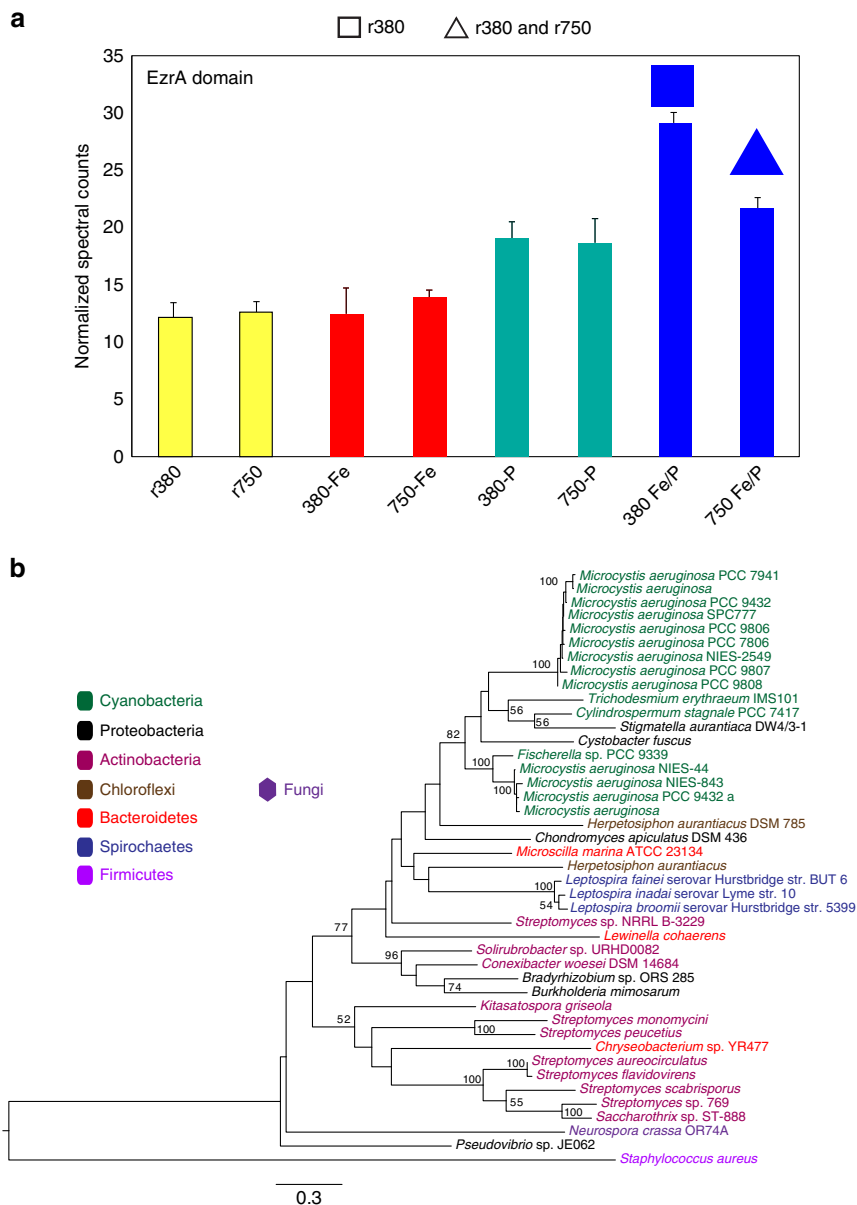 a
r380
r380 and r750
EzrA domain
Normalized spectral counts
35
30
25
20
15
10
5
0
r380
r750
380-Fe
750-Fe
380-P
750-P
380 Fe/P
750 Fe/P
b
Cyanobacteria
Proteobacteria
Actinobacteria
Chloroflexi
Bacteroidetes
Spirochaetes
Firmicutes
Fungi
100
Microcystis aeruginosa PCC 7941
Microcystis aeruginosa
Microcystis aeruginosa PCC 9432
Microcystis aeruginosa SPC777
Microcystis aeruginosa PCC 9806
Microcystis aeruginosa PCC 7806
Microcystis aeruginosa NIES-2549
100
Microcystis aeruginosa PCC 9807
Microcystis aeruginosa PCC 9808
Trichodesmium erythraeum IMS101
56
Cylindrospermum stagnale PCC 7417
56
Stigmatella aurantiaca DW4/3-1
82
Cystobacter fuscus
Fischerella sp. PCC 9339
100
Microcystis aeruginosa NIES-44
Microcystis aeruginosa NIES-843
100
Microcystis aeruginosa PCC 9432 a
Microcystis aeruginosa
Herpetosiphon aurantiacus DSM 785
Chondromyces apiculatus DSM 436
Microscilla marina ATCC 23134
Herpetosiphon aurantiacus
Leptospira fainei serovar Hurstbridge str. BUT 6
100
Leptospira inadai serovar Lyme str. 10
54
Leptospira broomii serovar Hurstbridge str. 5399
Streptomyces sp. NRRL B-3229
77
Lewinella cohaerens
Solirubrobacter sp. URHD0082
96
Conexibacter woesei DSM 14684
Bradyrhizobium sp. ORS 285
74
Burkholderia mimosarum
Kitasatospora griseola
52
Streptomyces monomycini
100
Streptomyces peucetius
Chryseobacterium sp. YR477
Streptomyces aureocirculatus
100
Streptomyces flavidovirens
100
Streptomyces scabrisporus
55
Streptomyces sp. 769
100
Saccharothrix sp. ST-888
Neurospora crassa OR74A
Pseudovibrio sp. JE062
Staphylococcus aureus
0.3